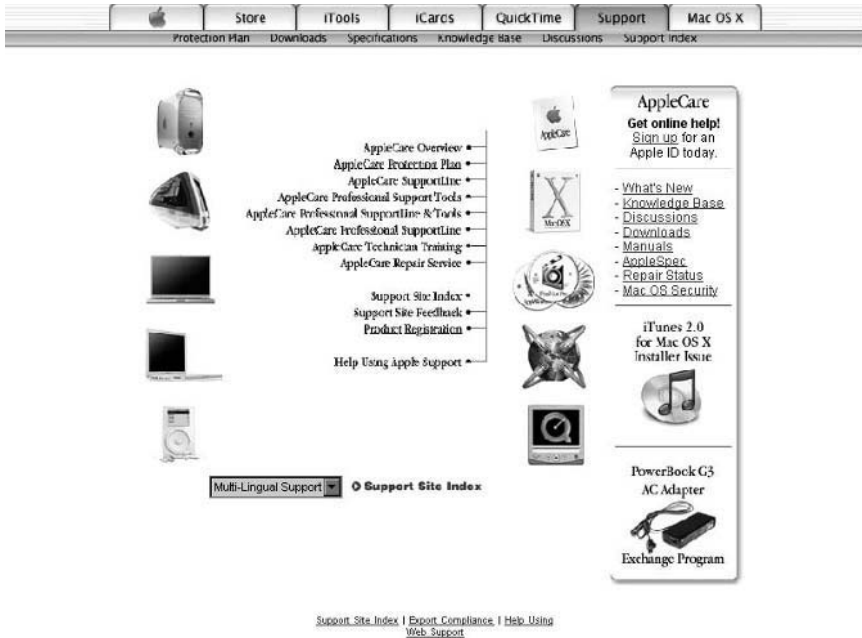 Store iTools iCards QuickTime Support Mac OS X
Protection Plan Downloads Specifications Knowledge Base Discussions Support Index
AppleCare Overview
AppleCare Protection Plan
AppleCare SupportLine
AppleCare Professional Support Tools
AppleCare Professional SupportLine & Tools
AppleCare Professional SupportLine
AppleCare Technician Training
AppleCare Repair Service
Support Site Index
Support Site Feedback
Product Registration
Help Using Apple Support
Multi-Lingual Support
Support Site Index
AppleCare
Mac OS X
AppleCare
Get online help!
Sign up for an
Apple ID today.
- What's New
- Knowledge Base
- Discussions
- Downloads
- Manuals
- AppleSpec
- Repair Status
- Mac OS Security
iTunes 2.0
for Mac OS X
Installer Issue
PowerBook G3
AC Adapter
Exchange Program
Support Site Index | Export Compliance | Help Using
Web Support